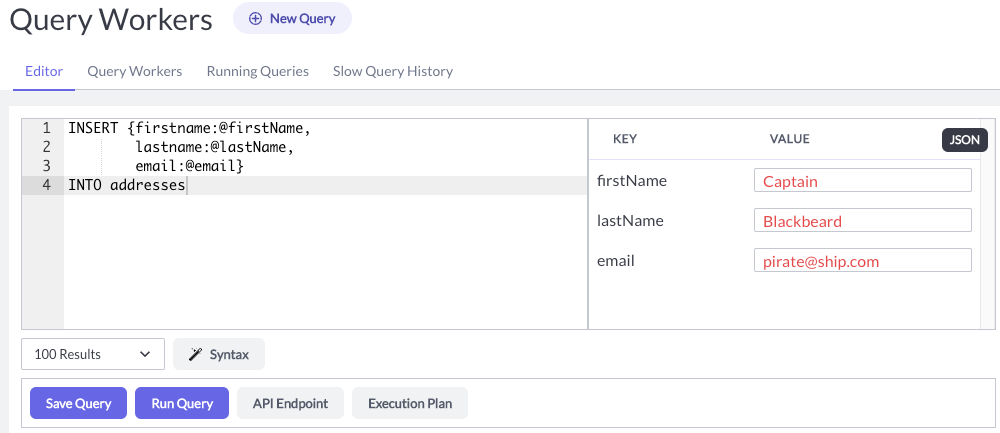 Query Workers
New Query
Editor Query Workers Running Queries Slow Query History
1 INSERT {firstname:@firstName,
2 lastname:@lastName,
3 email:@email}
4 INTO addresses
KEY VALUE JSON
firstName Captain
lastName Blackbeard
email pirate@ship.com
100 Results Syntax
Save Query Run Query API Endpoint Execution Plan